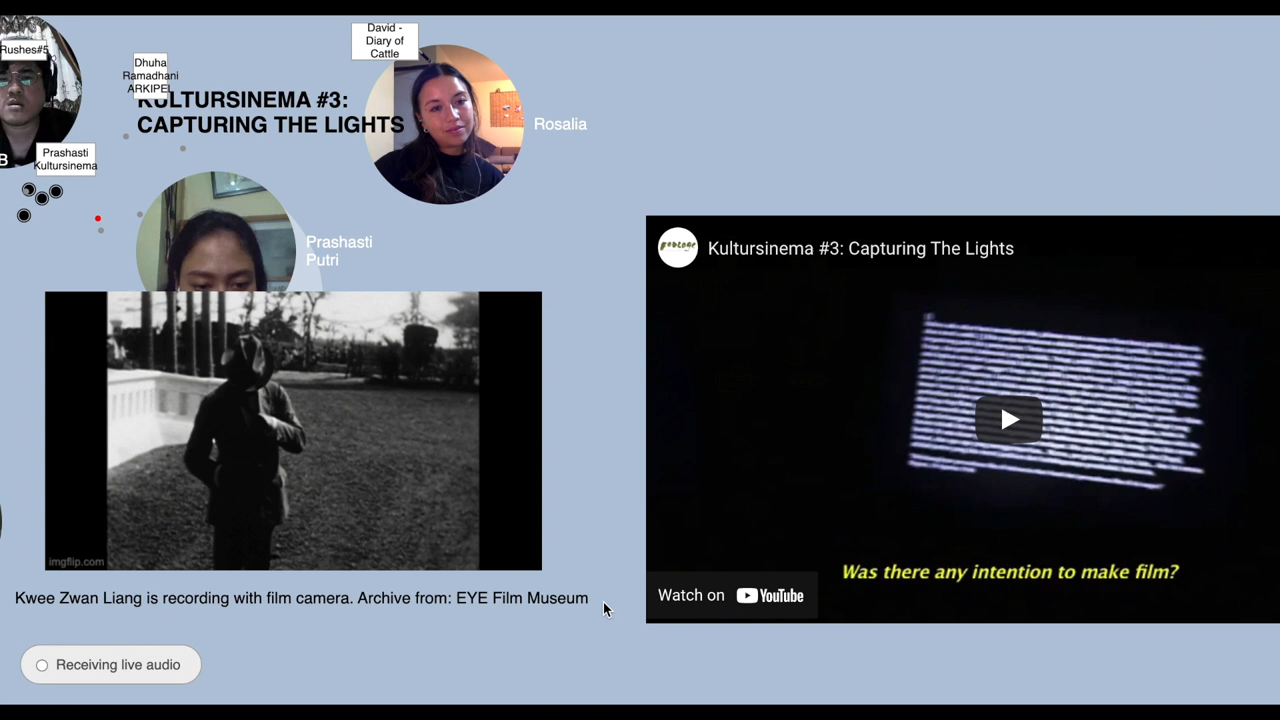 Rushes#5
David -
Diary of
Cattle
Dhuha
Ramadhani
ARKIPEL
KULTURSINEMA #3:
CAPTURING THE LIGHTS
Rosalia
B
Prashasti
Kultursinema
Prashasti
Putri
Kultursinema #3: Capturing The Lights
imgflip.com
Was there any intention to make film?
Watch on YouTube
Kwee Zwan Liang is recording with film camera. Archive from: EYE Film Museum
Receiving live audio